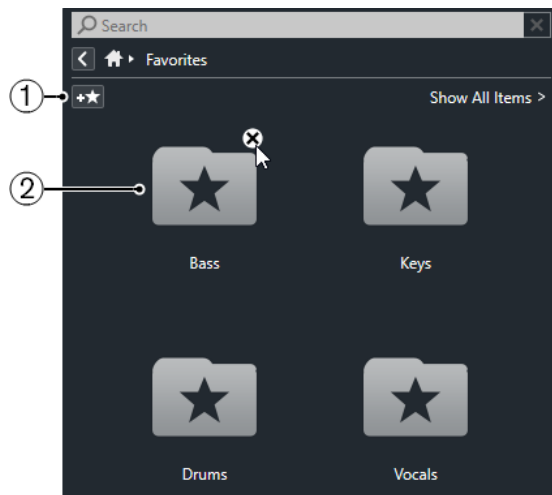 Search
Favorites
1
Show All Items >
2
Bass
Keys
Drums
Vocals